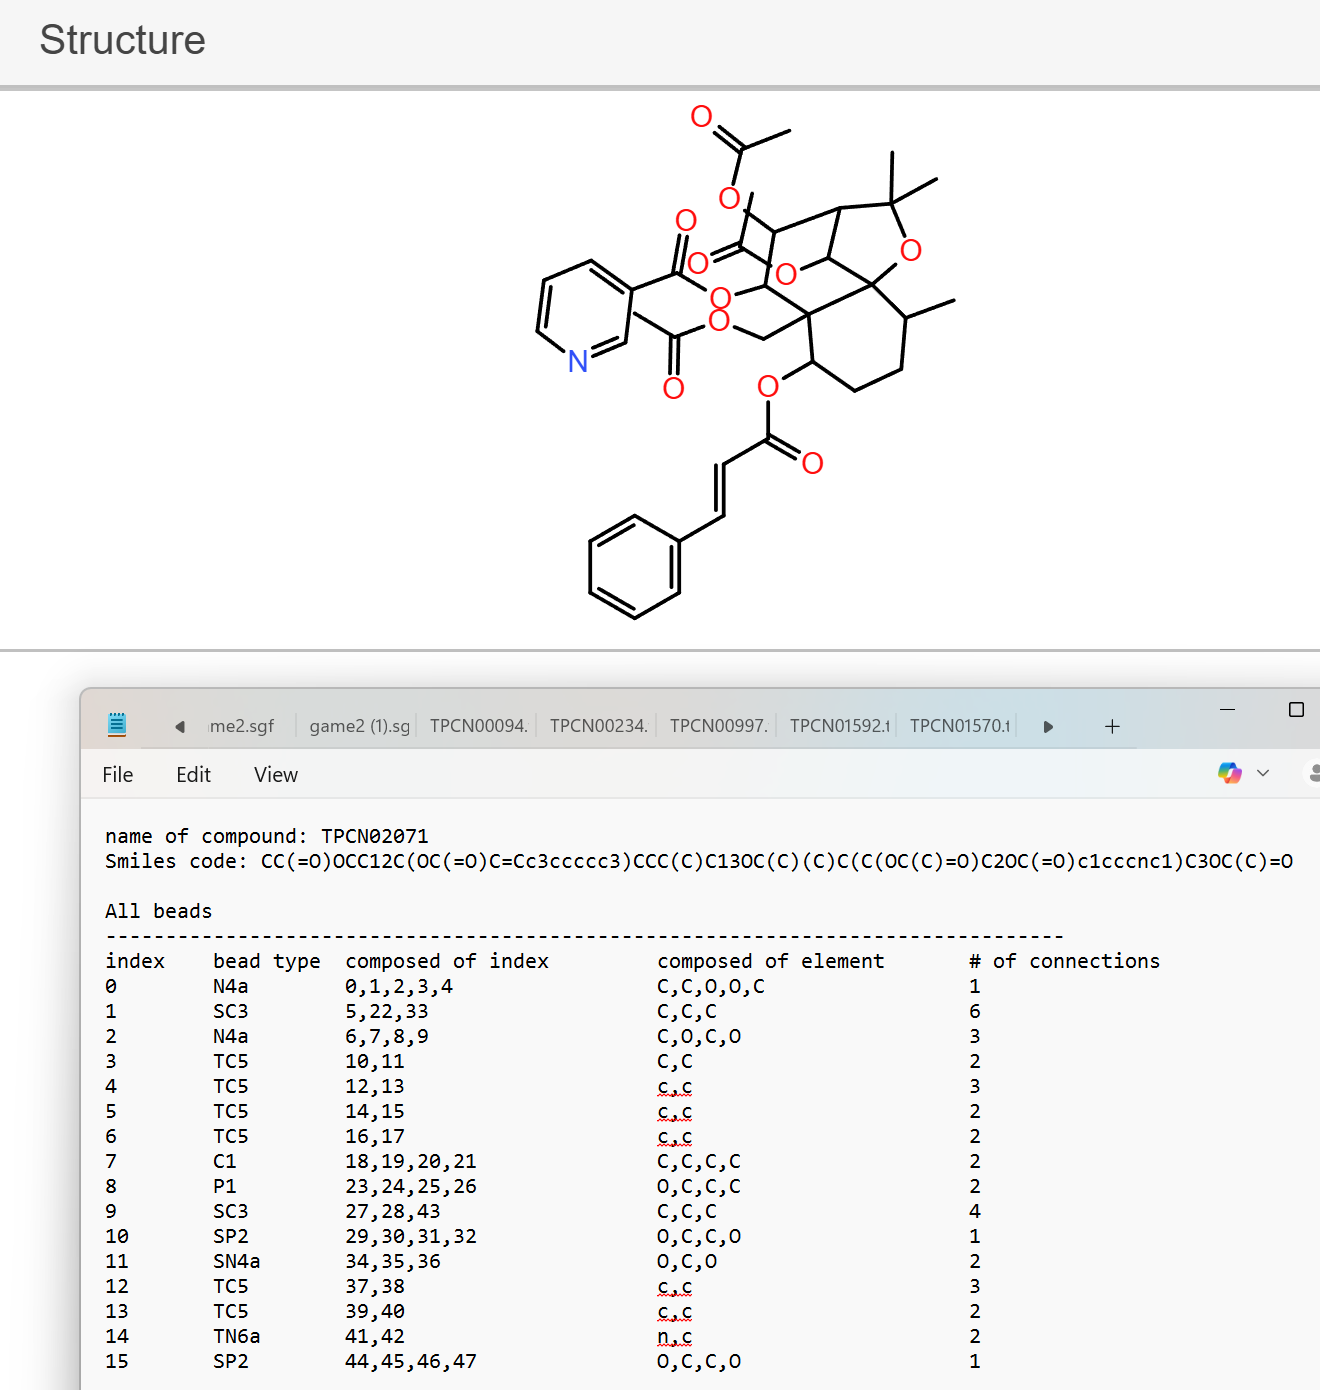 Structure
O
O
O
O
O
O
O
O
O
N
O
O
O
me2.sgf game2 (1).sg TPCN00094. TPCN00234. TPCN00997. TPCN01592.t TPCN01570.t +
File Edit View
name of compound: TPCN02071
Smiles code: CC(=O)OCC12C(OC(=O)C=Cc3ccccc3)CCC(C)C13OC(C)(C)C(C(OC(C)=O)C2OC(=O)c1cccnc1)C3OC(C)=O
All beads
--------------------------------------------------------------------------------
index bead type composed of index composed of element # of connections
0 N4a 0,1,2,3,4 C,C,O,O,C 1
1 SC3 5,22,33 C,C,C 6
2 N4a 6,7,8,9 C,O,C,O 3
3 TC5 10,11 C,C 2
4 TC5 12,13 c,c 3
5 TC5 14,15 c,c 2
6 TC5 16,17 c,c 2
7 C1 18,19,20,21 C,C,C,C 2
8 P1 23,24,25,26 O,C,C,C 2
9 SC3 27,28,43 C,C,C 4
10 SP2 29,30,31,32 O,C,C,O 1
11 SN4a 34,35,36 O,C,O 2
12 TC5 37,38 c,c 3
13 TC5 39,40 c,c 2
14 TN6a 41,42 n,c 2
15 SP2 44,45,46,47 O,C,C,O 1